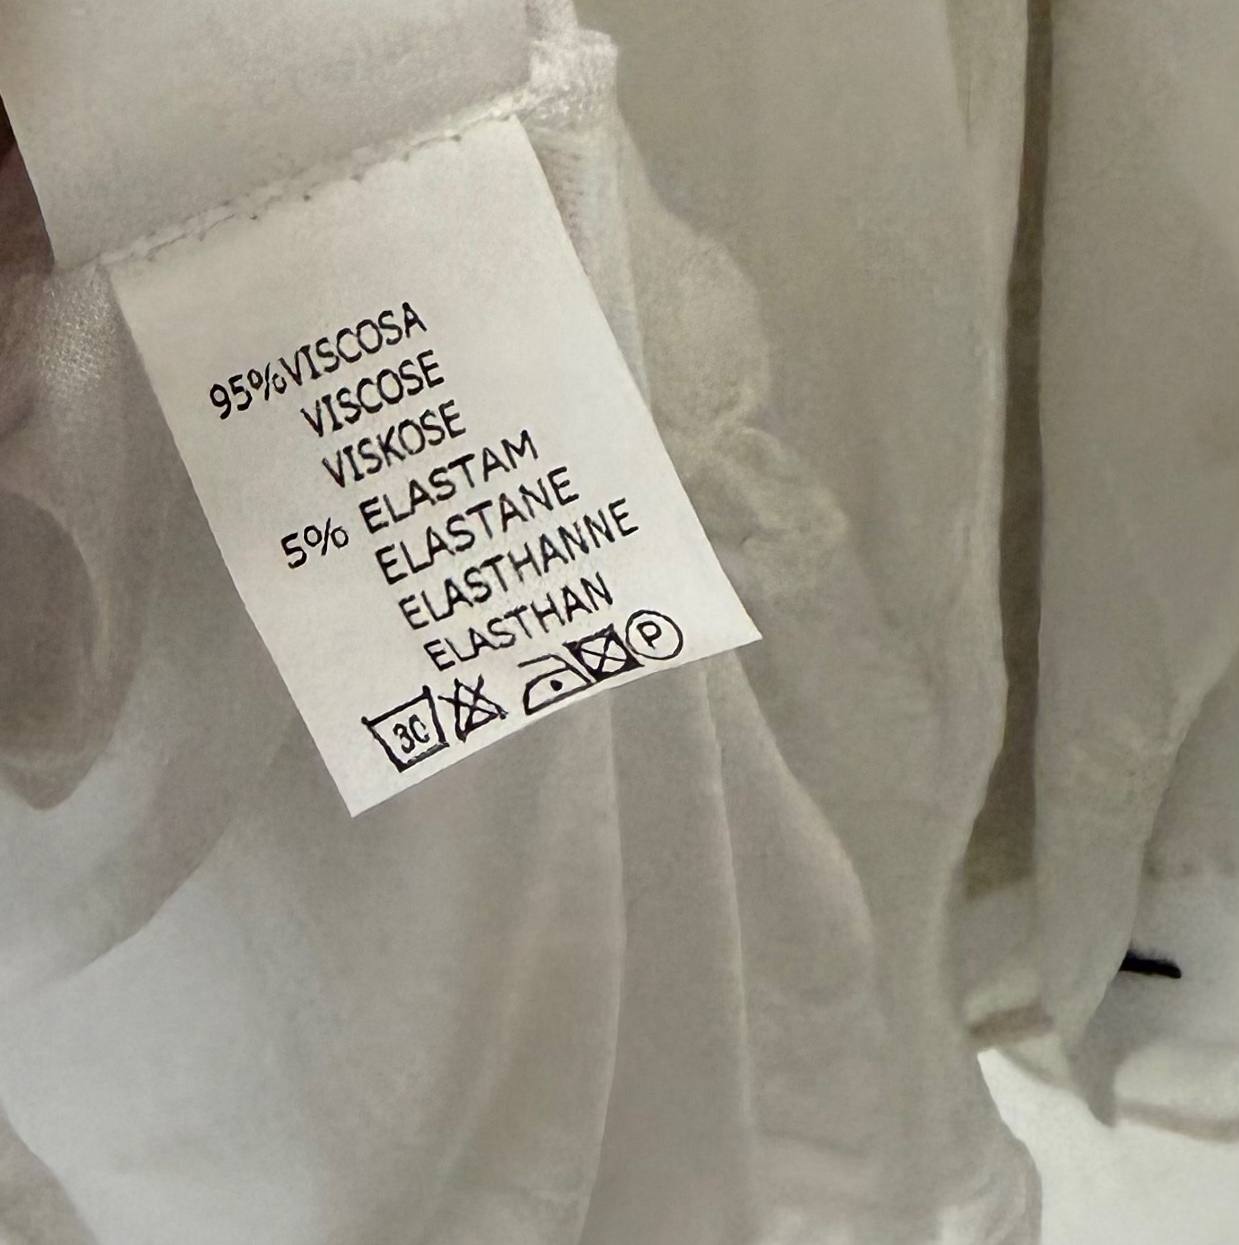 95%VISCOSA
VISCOSE
VISKOSE
5% ELASTAM
ELASTANE
ELASTHANNE
ELASTHAN
30 P